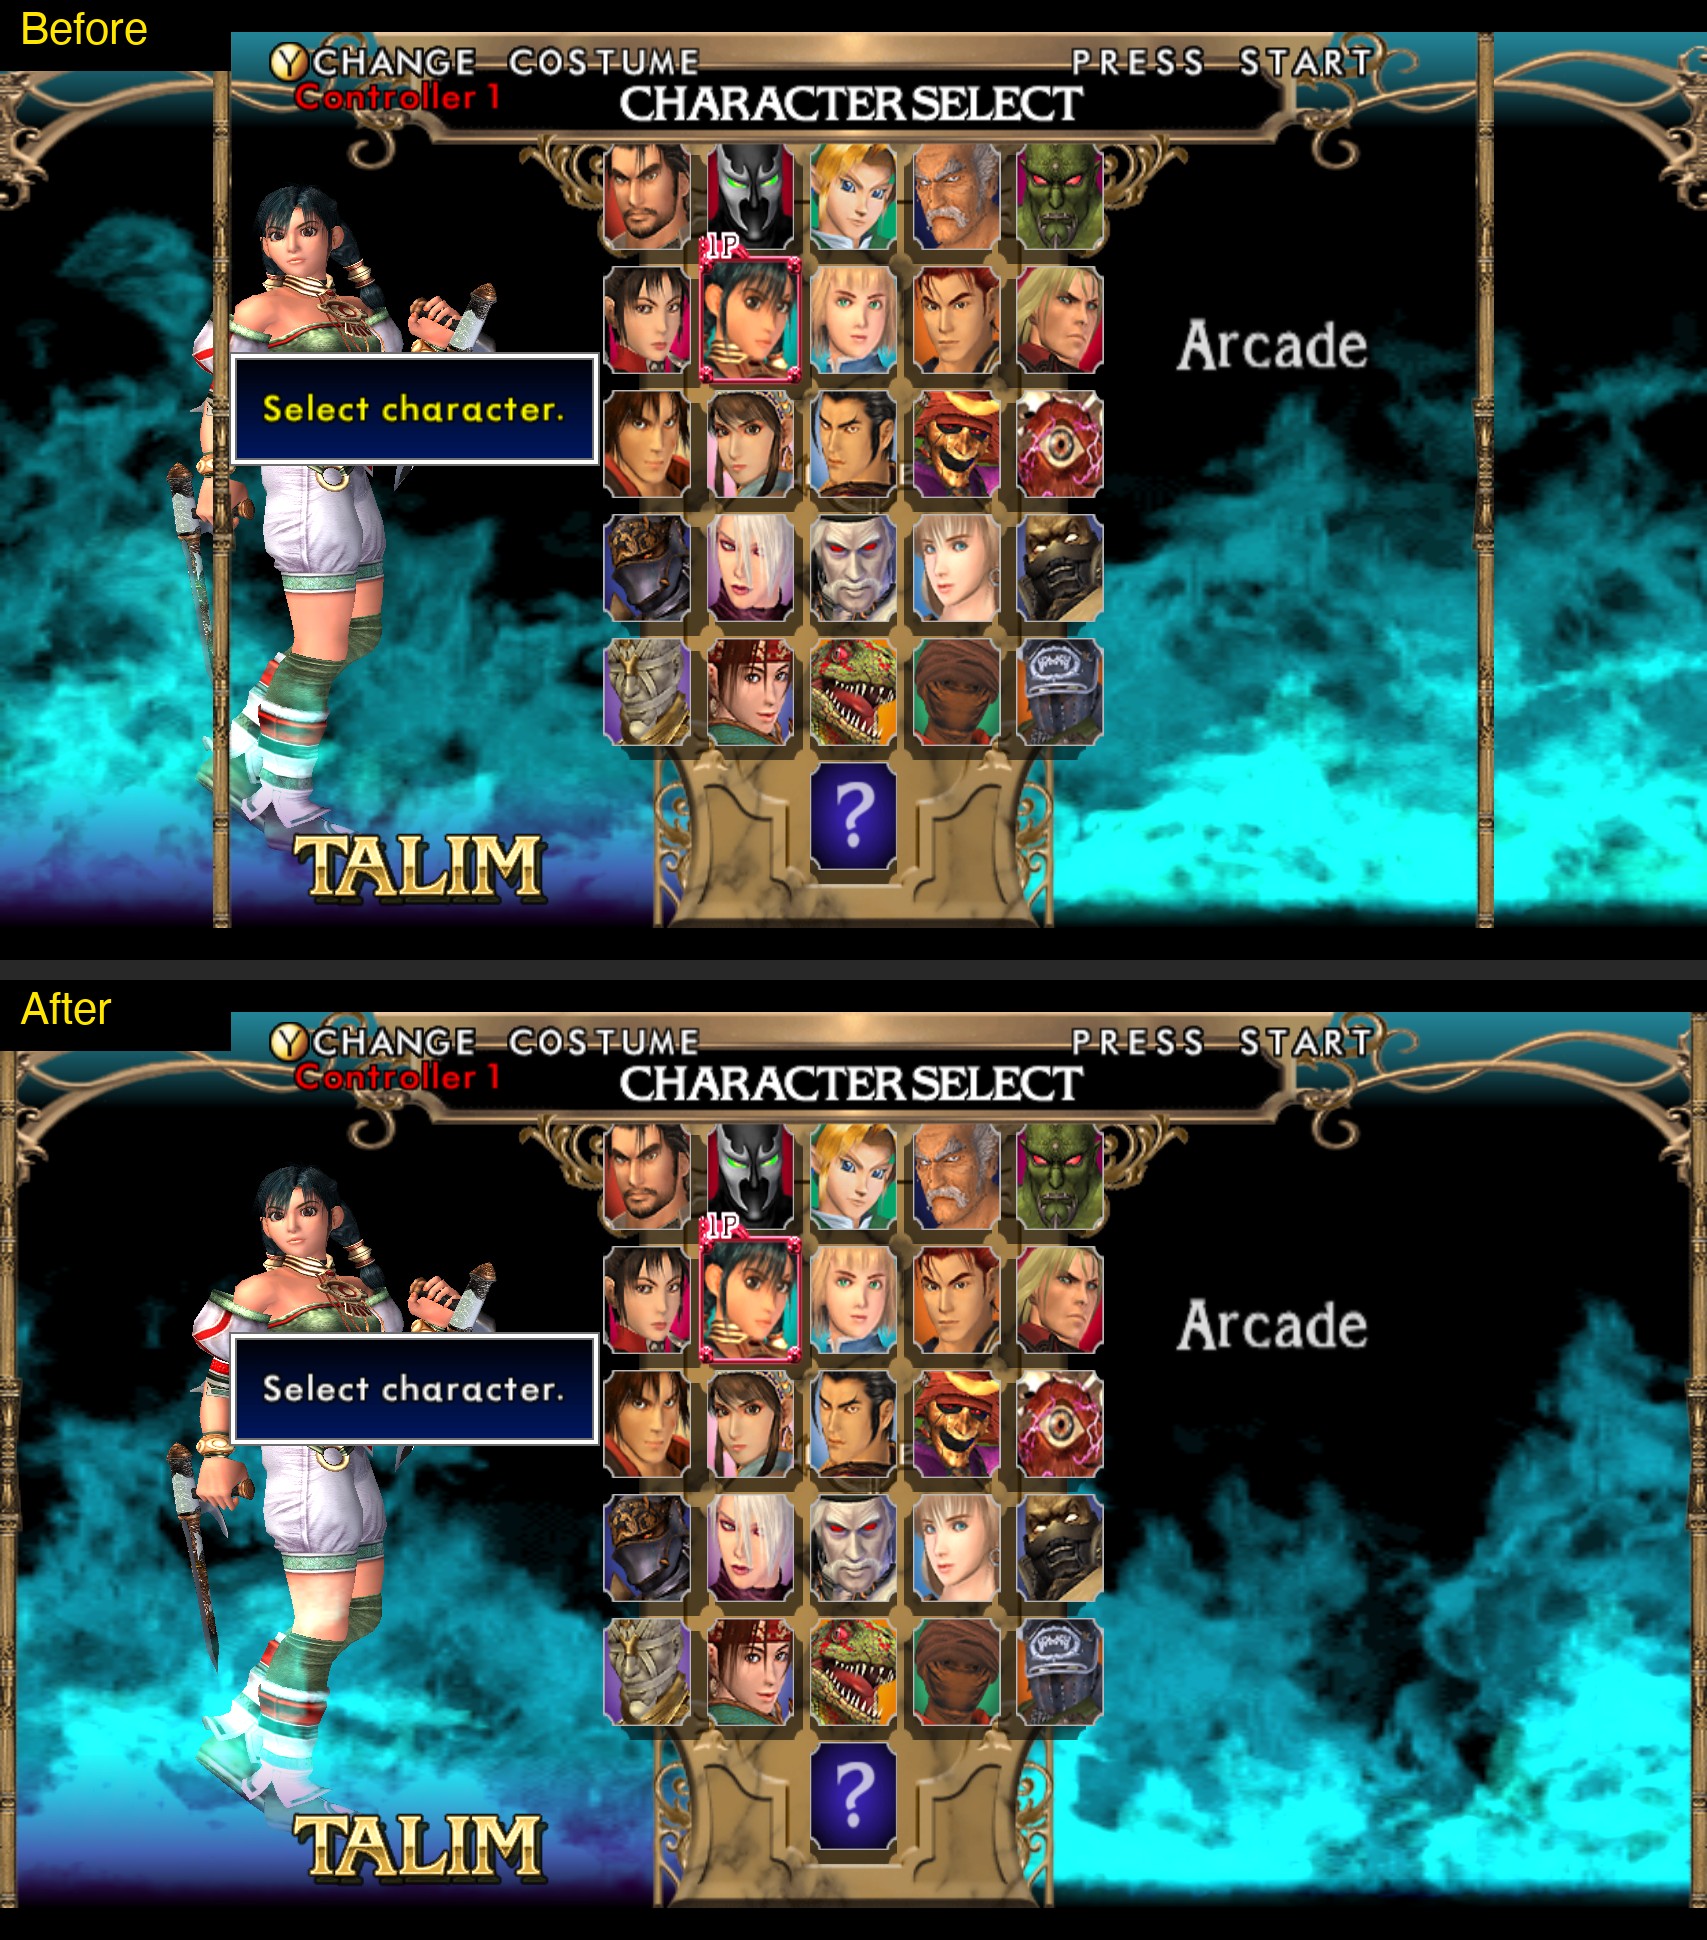 Before
Y CHANGE COSTUME
PRESS START
Controller 1
CHARACTER SELECT
1P
Arcade
Select character.
?
TALIM
After
Y CHANGE COSTUME
PRESS START
Controller 1
CHARACTER SELECT
1P
Arcade
Select character.
?
TALIM